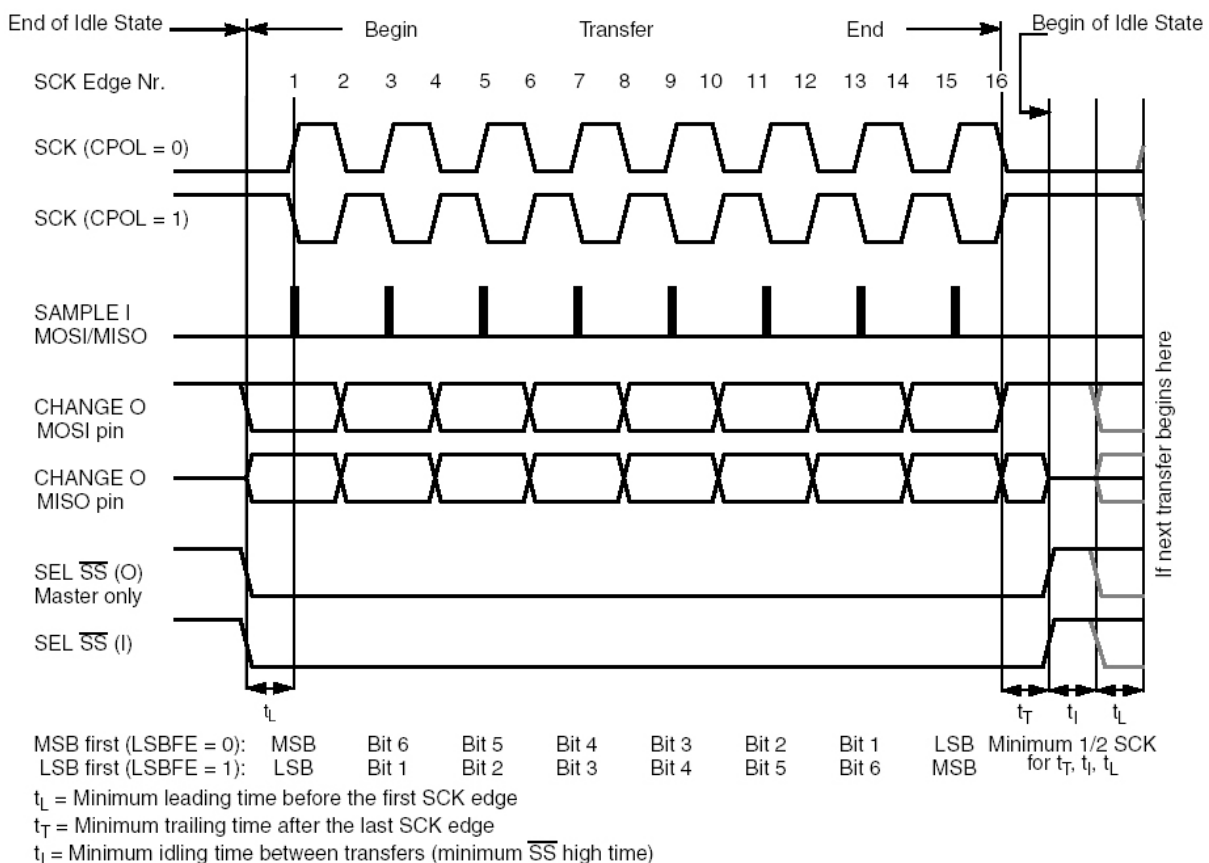 End of Idle State
Begin
Transfer
End
Begin of Idle State
SCK Edge Nr.
1 2 3 4 5 6 7 8 9 10 11 12 13 14 15 16
SCK (CPOL = 0)
SCK (CPOL = 1)
SAMPLE I
MOSI/MISO
CHANGE O
MOSI pin
CHANGE O
MISO pin
SEL SS (O)
Master only
SEL SS (I)
If next transfer begins here
tL
tT tI tL
MSB first (LSBFE = 0): MSB Bit 6 Bit 5 Bit 4 Bit 3 Bit 2 Bit 1 LSB Minimum 1/2 SCK
LSB first (LSBFE = 1): LSB Bit 1 Bit 2 Bit 3 Bit 4 Bit 5 Bit 6 MSB for tT, tI, tL
tL = Minimum leading time before the first SCK edge
tT = Minimum trailing time after the last SCK edge
tI = Minimum idling time between transfers (minimum SS high time)